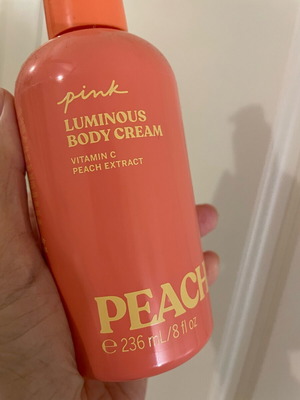 pink
LUMINOUS
BODY CREAM
VITAMIN C
PEACH EXTRACT
PEACH
℮ 236 mL/8 fl oz